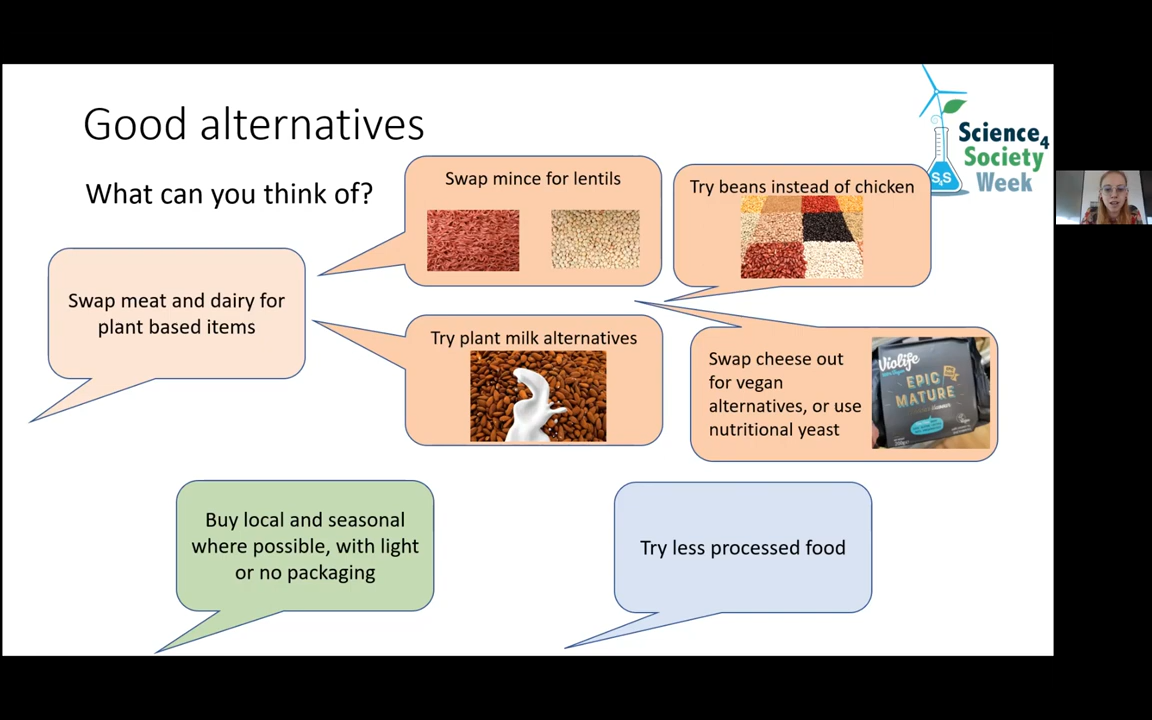 Good alternatives
What can you think of?
Swap mince for lentils
Try beans instead of chicken
Science4
Society
Week
S4S
Swap meat and dairy for
plant based items
Try plant milk alternatives
Swap cheese out
for vegan
alternatives, or use
nutritional yeast
Violife
EPIC
MATURE
Buy local and seasonal
where possible, with light
or no packaging
Try less processed food